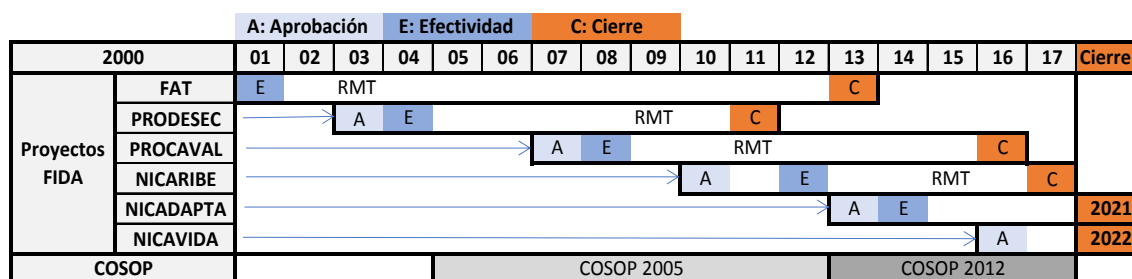 A: Aprobación E: Efectividad C: Cierre
2000 01 02 03 04 05 06 07 08 09 10 11 12 13 14 15 16 17 Cierre
Proyectos FIDA
FAT E RMT C
PRODESEC A E RMT C
PROCAVAL A E RMT C
NICARIBE A E RMT C
NICADAPTA A E 2021
NICAVIDA A 2022
COSOP COSOP 2005 COSOP 2012